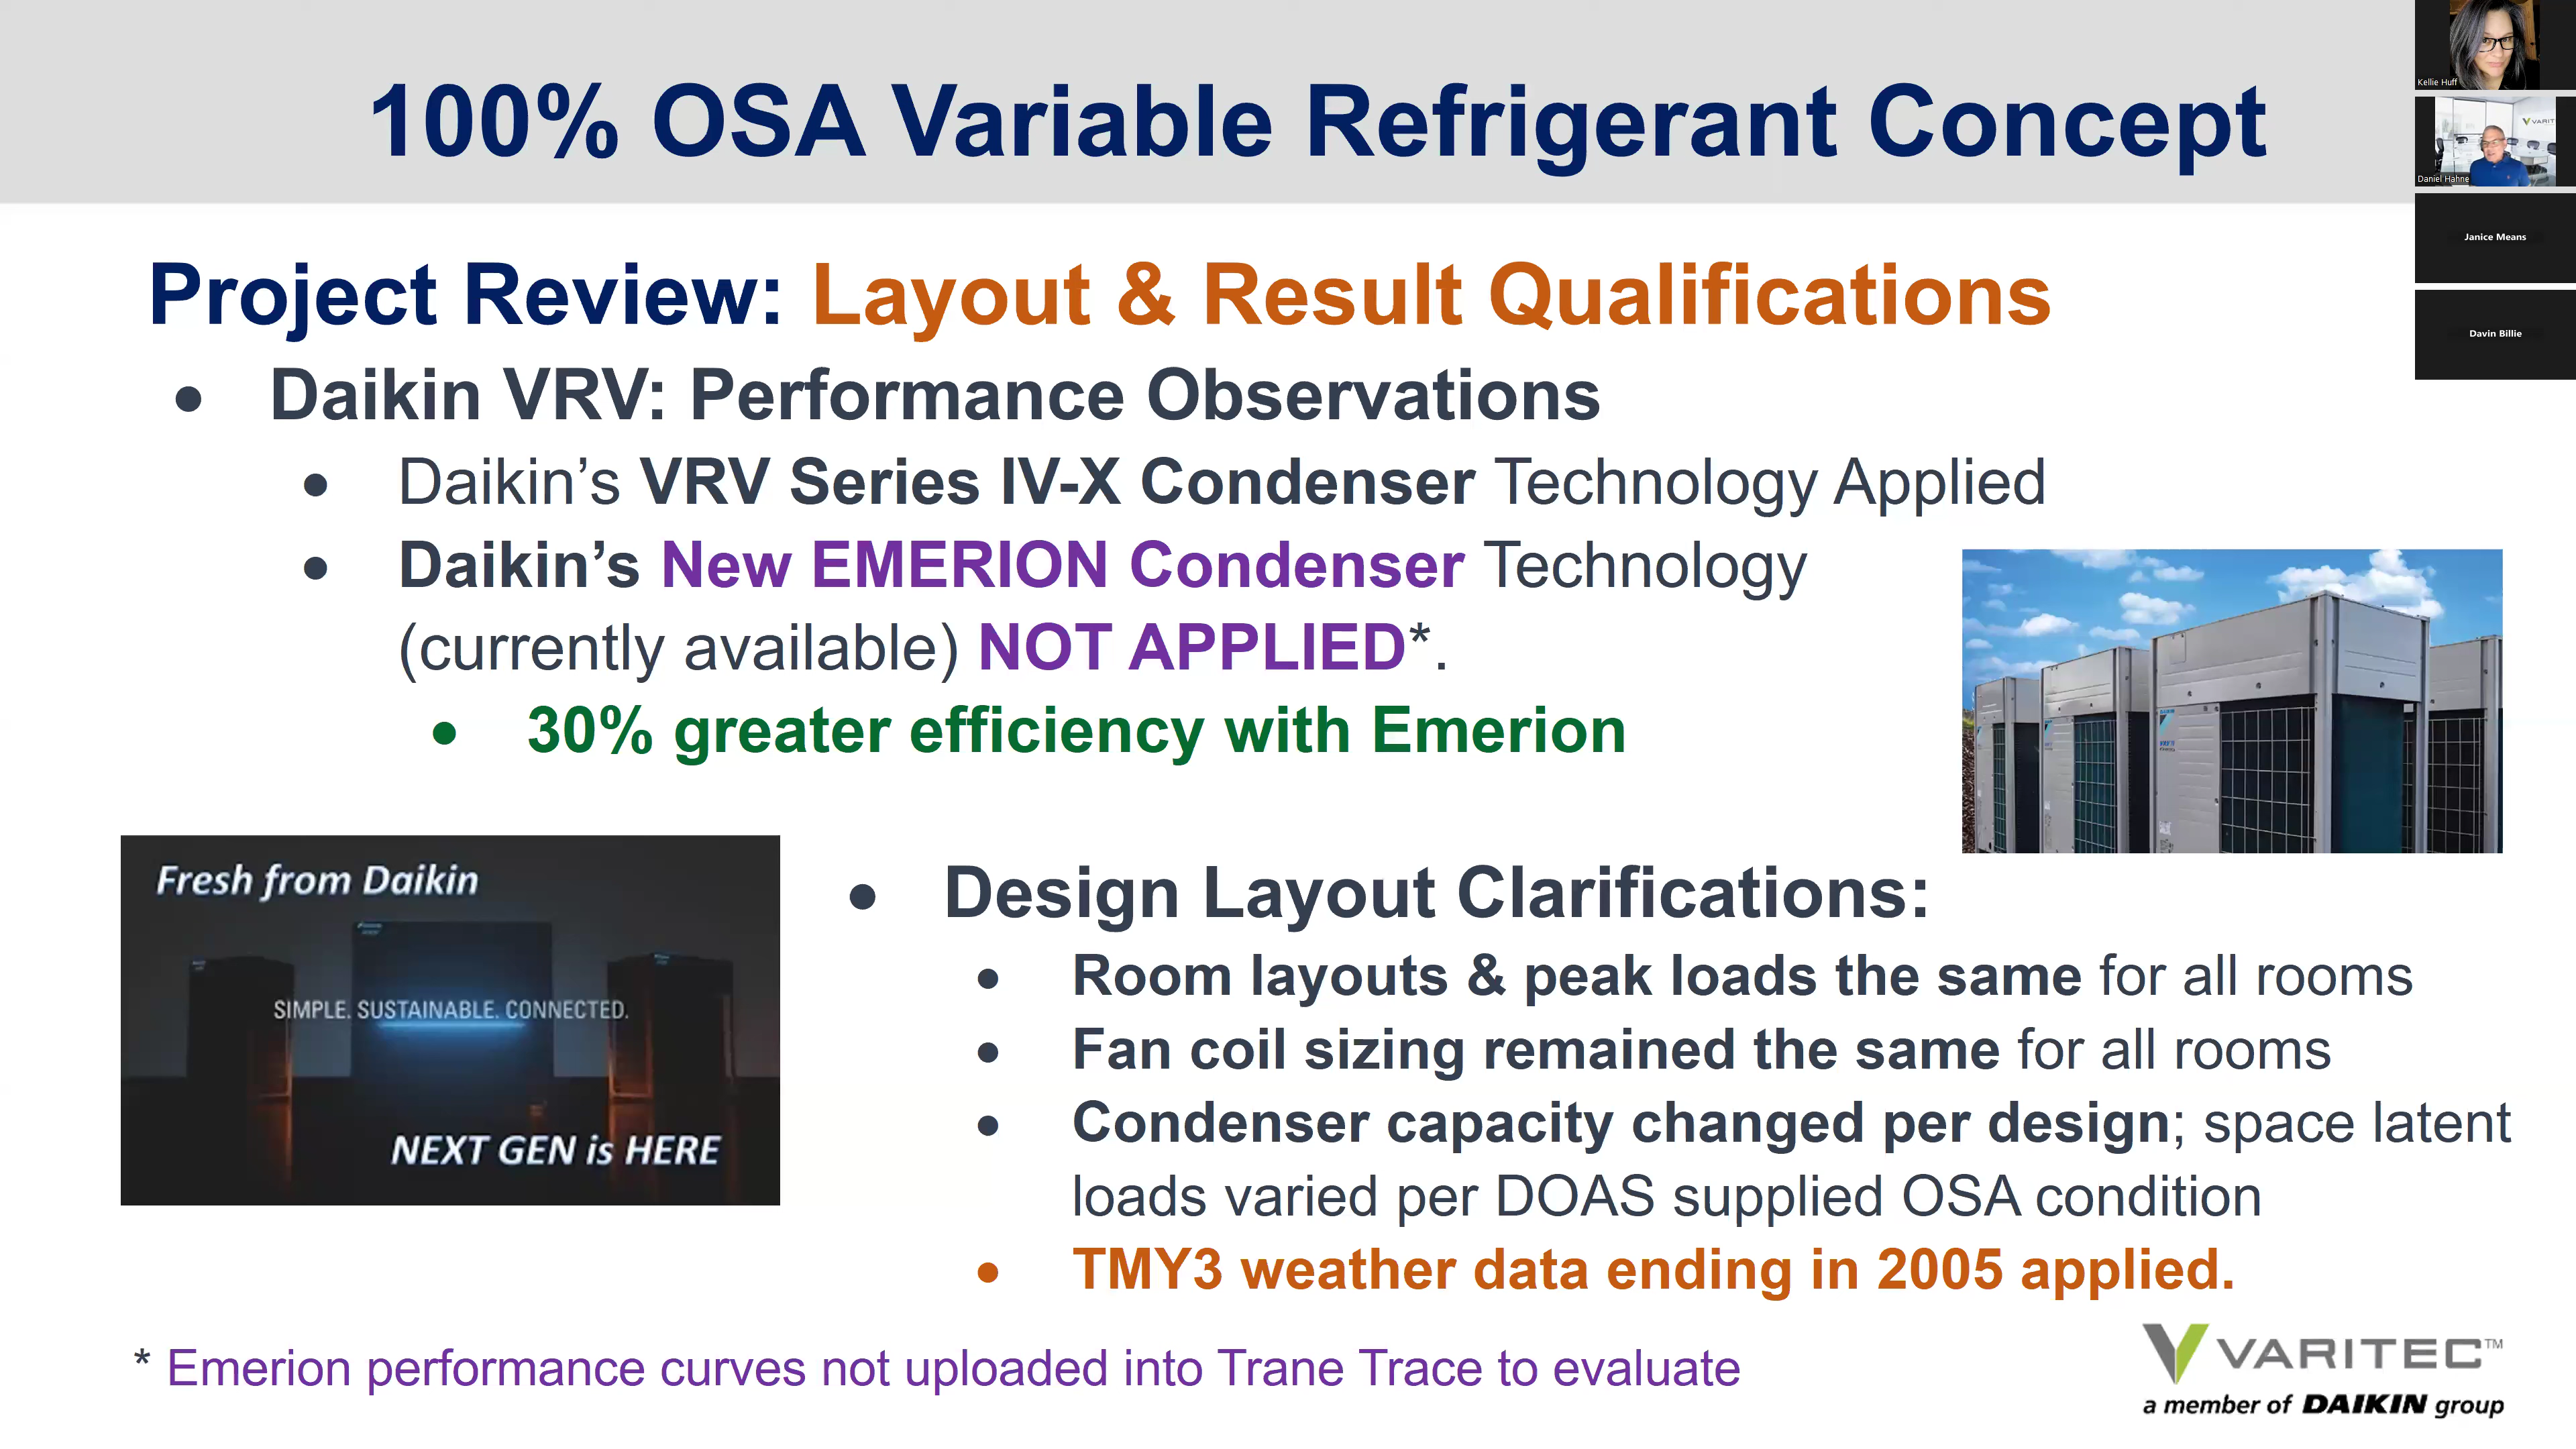 100% OSA Variable Refrigerant Concept
Project Review: Layout & Result Qualifications
• Daikin VRV: Performance Observations
• Daikin’s VRV Series IV-X Condenser Technology Applied
• Daikin’s New EMERION Condenser Technology
(currently available) NOT APPLIED*.
• 30% greater efficiency with Emerion
Fresh from Daikin
SIMPLE. SUSTAINABLE. CONNECTED.
NEXT GEN is HERE
• Design Layout Clarifications:
• Room layouts & peak loads the same for all rooms
• Fan coil sizing remained the same for all rooms
• Condenser capacity changed per design; space latent
loads varied per DOAS supplied OSA condition
• TMY3 weather data ending in 2005 applied.
* Emerion performance curves not uploaded into Trane Trace to evaluate
VARITEC™
a member of DAIKIN group
Kellie Huff
Daniel Hahne
Janice Means
Davin Billie